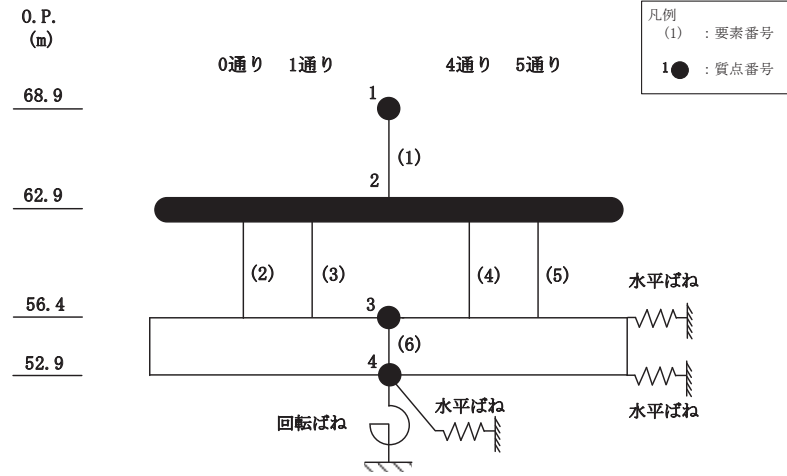 O.P.
(m)
凡例
(1) : 要素番号
1 : 質点番号
0通り 1通り 4通り 5通り
1
68.9
(1)
2
62.9
(2) (3) (4) (5)
水平ばね
3
56.4
(6)
4
52.9
水平ばね
水平ばね
回転ばね